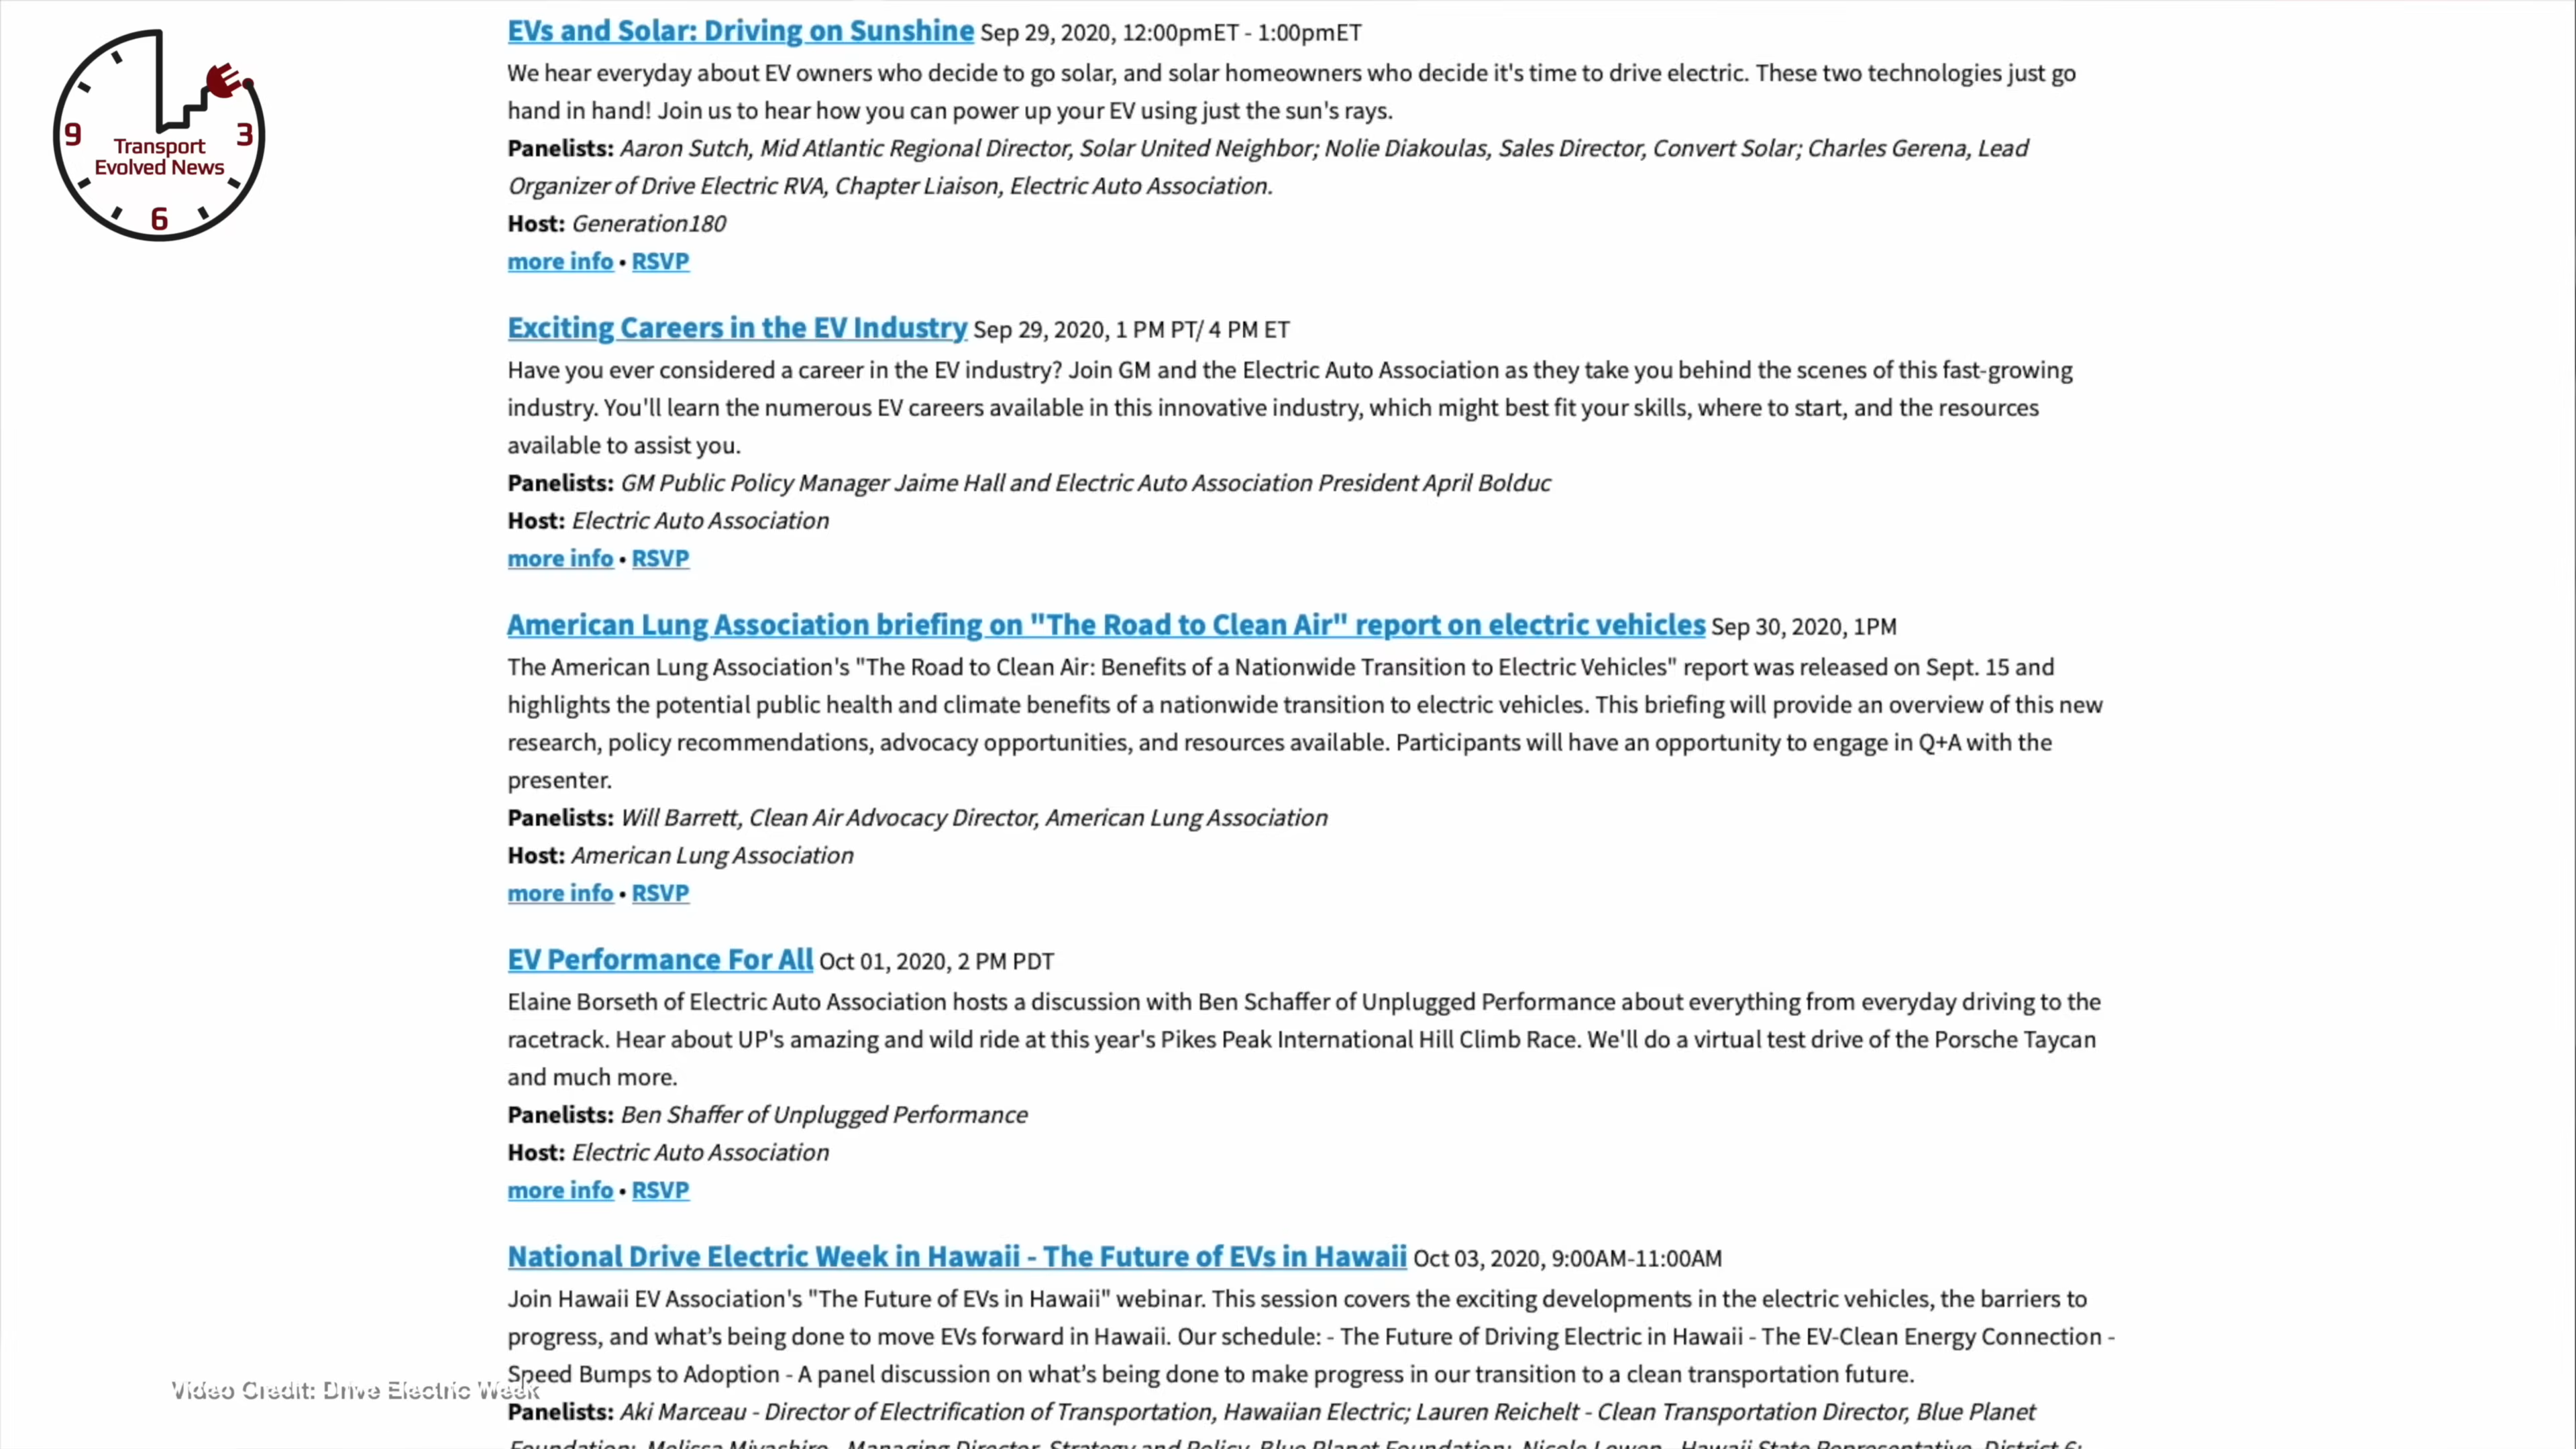 EVs and Solar: Driving on Sunshine Sep 29, 2020, 12:00pmET - 1:00pmET
We hear everyday about EV owners who decide to go solar, and solar homeowners who decide it's time to drive electric. These two technologies just go
hand in hand! Join us to hear how you can power up your EV using just the sun's rays.
Panelists: Aaron Sutch, Mid Atlantic Regional Director, Solar United Neighbor; Nolie Diakoulas, Sales Director, Convert Solar; Charles Gerena, Lead
Organizer of Drive Electric RVA, Chapter Liaison, Electric Auto Association.
Host: Generation180
more info • RSVP
9
3
6
Transport
Evolved News
Exciting Careers in the EV Industry Sep 29, 2020, 1 PM PT/ 4 PM ET
Have you ever considered a career in the EV industry? Join GM and the Electric Auto Association as they take you behind the scenes of this fast-growing
industry. You'll learn the numerous EV careers available in this innovative industry, which might best fit your skills, where to start, and the resources
available to assist you.
Panelists: GM Public Policy Manager Jaime Hall and Electric Auto Association President April Bolduc
Host: Electric Auto Association
more info • RSVP
American Lung Association briefing on "The Road to Clean Air" report on electric vehicles Sep 30, 2020, 1PM
The American Lung Association's "The Road to Clean Air: Benefits of a Nationwide Transition to Electric Vehicles" report was released on Sept. 15 and
highlights the potential public health and climate benefits of a nationwide transition to electric vehicles. This briefing will provide an overview of this new
research, policy recommendations, advocacy opportunities, and resources available. Participants will have an opportunity to engage in Q+A with the
presenter.
Panelists: Will Barrett, Clean Air Advocacy Director, American Lung Association
Host: American Lung Association
more info • RSVP
EV Performance For All Oct 01, 2020, 2 PM PDT
Elaine Borseth of Electric Auto Association hosts a discussion with Ben Schaffer of Unplugged Performance about everything from everyday driving to the
racetrack. Hear about UP's amazing and wild ride at this year's Pikes Peak International Hill Climb Race. We'll do a virtual test drive of the Porsche Taycan
and much more.
Panelists: Ben Shaffer of Unplugged Performance
Host: Electric Auto Association
more info • RSVP
National Drive Electric Week in Hawaii - The Future of EVs in Hawaii Oct 03, 2020, 9:00AM-11:00AM
Join Hawaii EV Association's "The Future of EVs in Hawaii" webinar. This session covers the exciting developments in the electric vehicles, the barriers to
progress, and what's being done to move EVs forward in Hawaii. Our schedule: - The Future of Driving Electric in Hawaii - The EV-Clean Energy Connection -
Speed Bumps to Adoption - A panel discussion on what's being done to make progress in our transition to a clean transportation future.
Video Credit: Drive Electric Week
Panelists: Aki Marceau - Director of Electrification of Transportation, Hawaiian Electric; Lauren Reichelt - Clean Transportation Director, Blue Planet